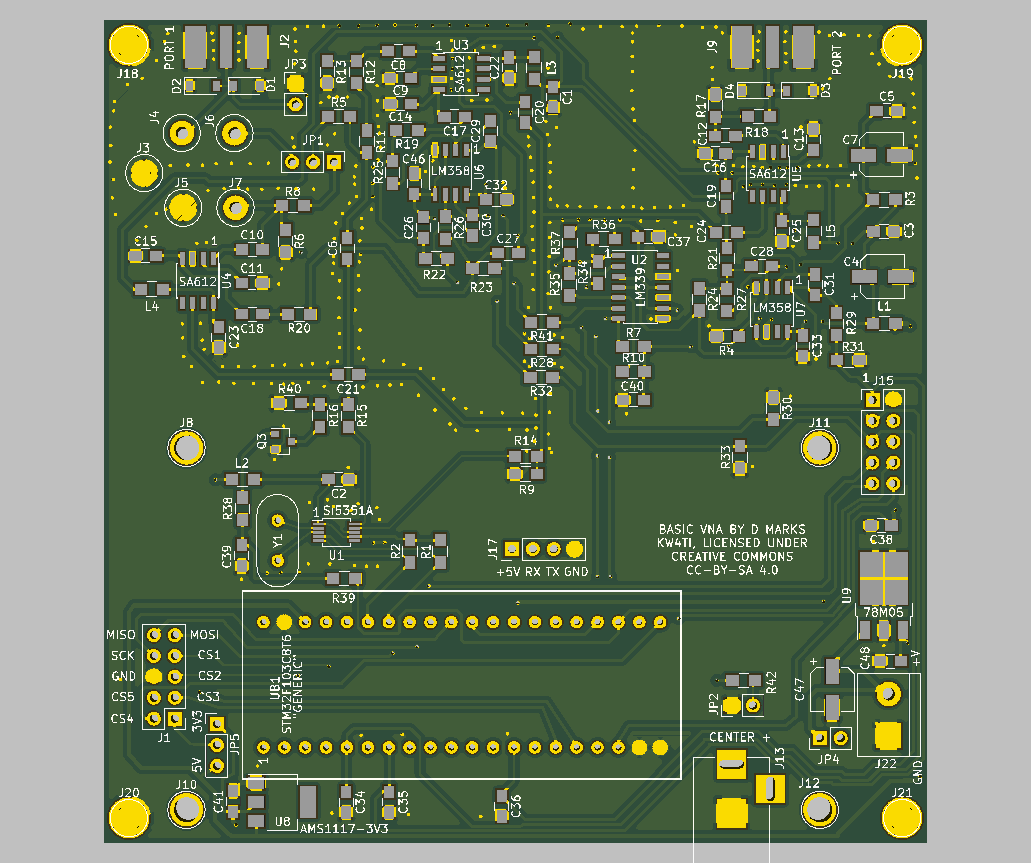 PORT 1
J2
J18
D2
D1
JP3
R13
R12
C8
1
U3
SA612
C22
L3
C9
C20
C1
J9
PORT 2
J19
D4
D3
R17
C5
J4
J6
R5
C14
C17
C29
R18
C13
C12
C7
J3
JP1
R11
R19
R25
C46
LM358
U6
C16
1
SA612
U5
+
J5
J7
R8
C32
C19
R3
C26
R26
C30
R6
C6
R36
C37
C24
C25
L5
C3
C15
1
C10
R37
C27
U2
R21
C28
C4
SA612
U4
C11
R22
R23
R35
R34
1
LM339
C31
+
L4
R24
R27
LM358
U7
1
L1
C18
R20
R41
R7
R29
C23
R4
C33
R31
R28
R10
C21
R32
1
J15
R40
R16
R15
C40
R30
J8
Q3
R14
J11
R33
L2
C2
R9
R38
SI5351A
1
BASIC VNA BY D MARKS
KW4TI, LICENSED UNDER
CREATIVE COMMONS
CC-BY-SA 4.0
C38
Y1
U1
R2
R1
J17
C39
+5V RX TX GND
R39
U9
78M05
MISO
MOSI
SCK
CS1
GND
CS2
CS5
CS3
CS4
J1
3V3
5V
JP5
UB1
STM32F103C8T6
"GENERIC"
1
C48
+V
R42
+
C47
JP2
CENTER +
JP4
J22
GND
J13
J10
J12
J20
C41
U8
AMS1117-3V3
C34
C35
C36
J21